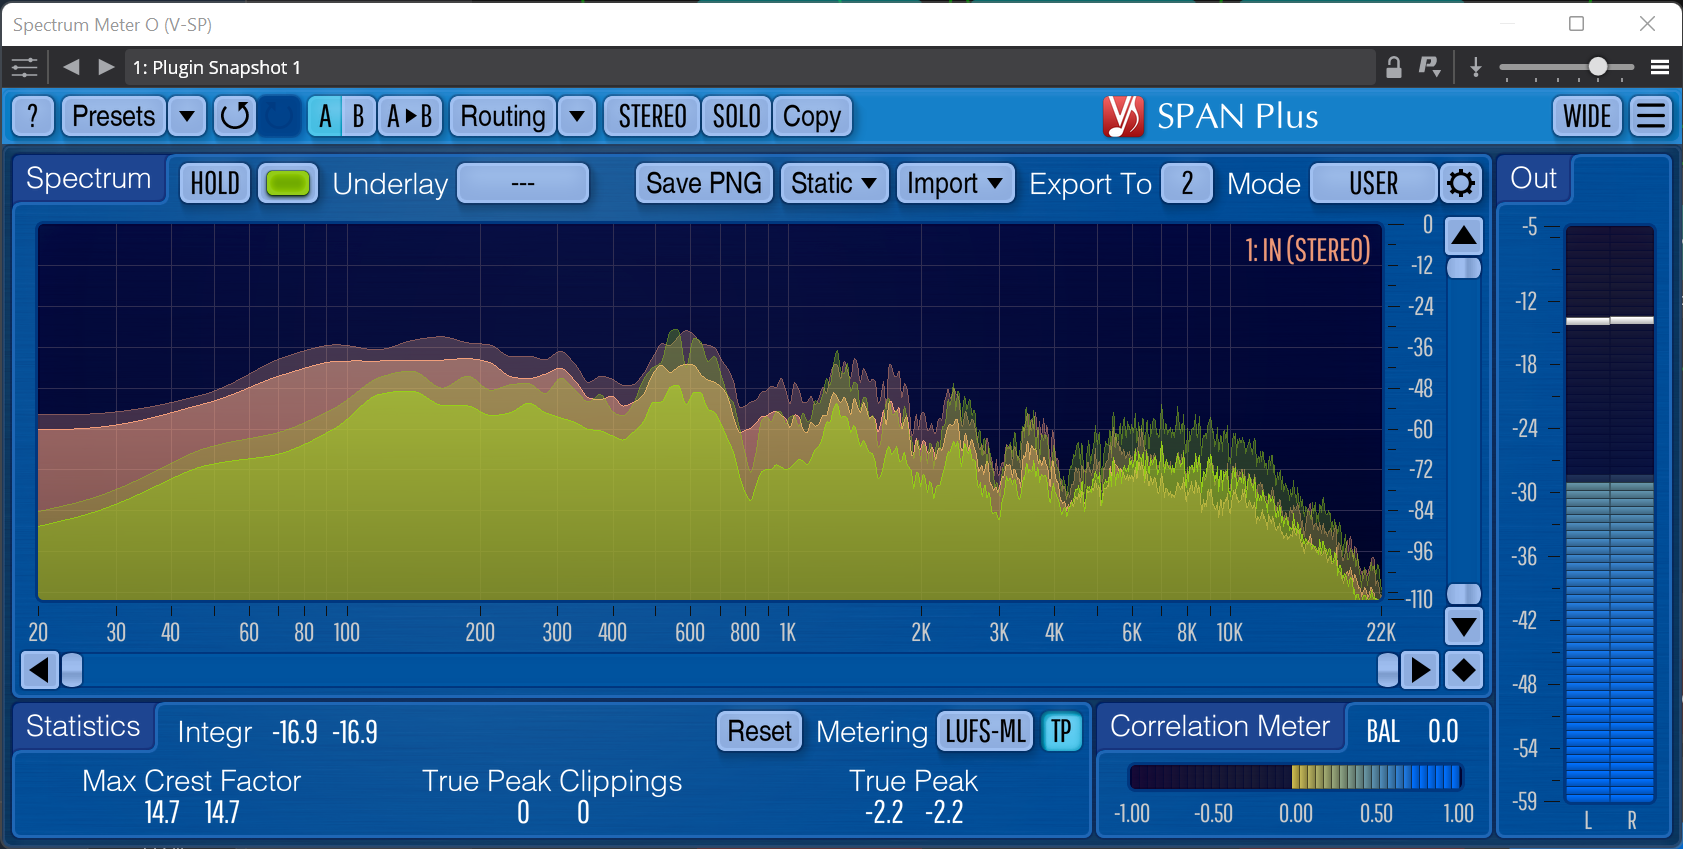 Spectrum Meter O (V-SP)
1: Plugin Snapshot 1
? Presets A B A▶B Routing STEREO SOLO Copy SPAN Plus WIDE
Spectrum HOLD Underlay --- Save PNG Static Import Export To 2 Mode USER
1: IN (STEREO)
0
-12
-24
-36
-48
-60
-72
-84
-96
-110
20 30 40 60 80 100 200 300 400 600 800 1K 2K 3K 4K 6K 8K 10K 22K
Out
-5
-12
-18
-24
-30
-36
-42
-48
-54
-59
L R
Statistics Integr -16.9 -16.9 Reset Metering LUFS-ML TP
Max Crest Factor True Peak Clippings True Peak
14.7 14.7 0 0 -2.2 -2.2
Correlation Meter BAL 0.0
-1.00 -0.50 0.00 0.50 1.00